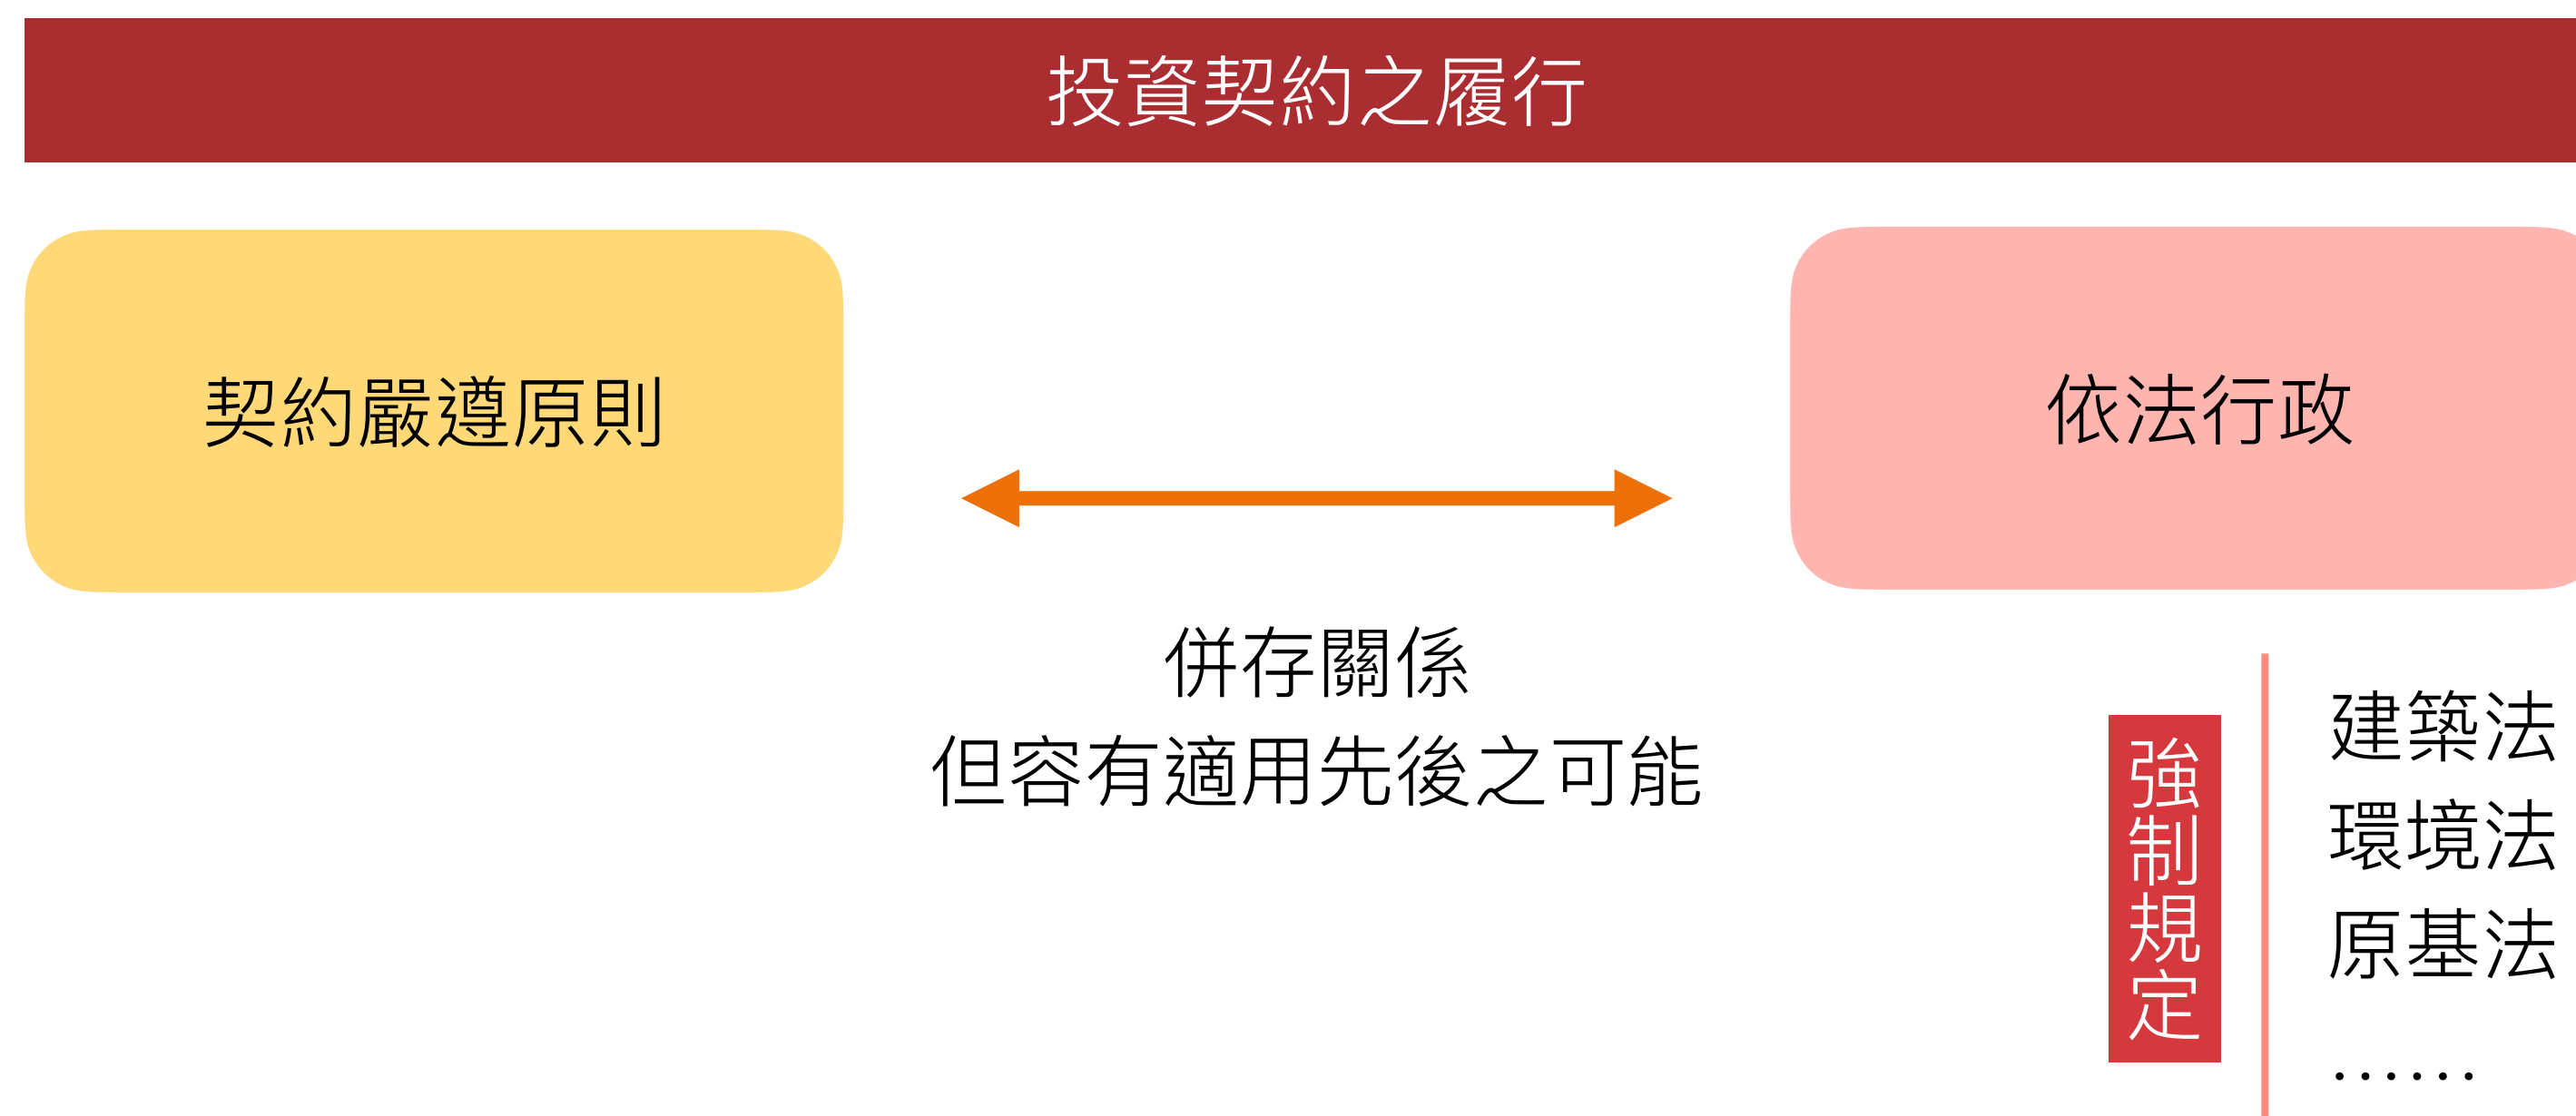 投資契約之履行
契約嚴遵原則
依法行政
併存關係
但容有適用先後之可能
強制規定
建築法
環境法
原基法
……